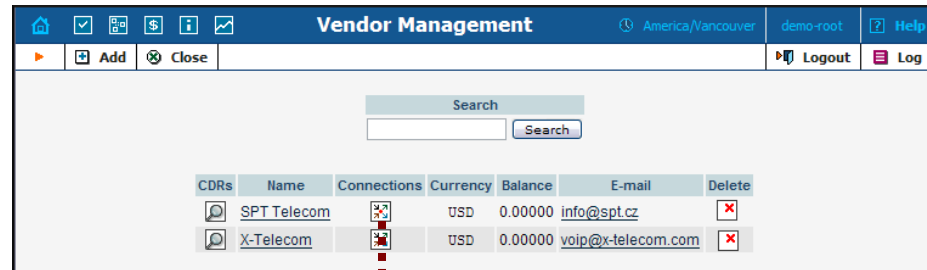 Vendor Management America/Vancouver demo-root ? Help
Add Close Logout Log
Search
Search
CDRs Name Connections Currency Balance E-mail Delete
SPT Telecom USD 0.00000 info@spt.cz
X-Telecom USD 0.00000 voip@x-telecom.com